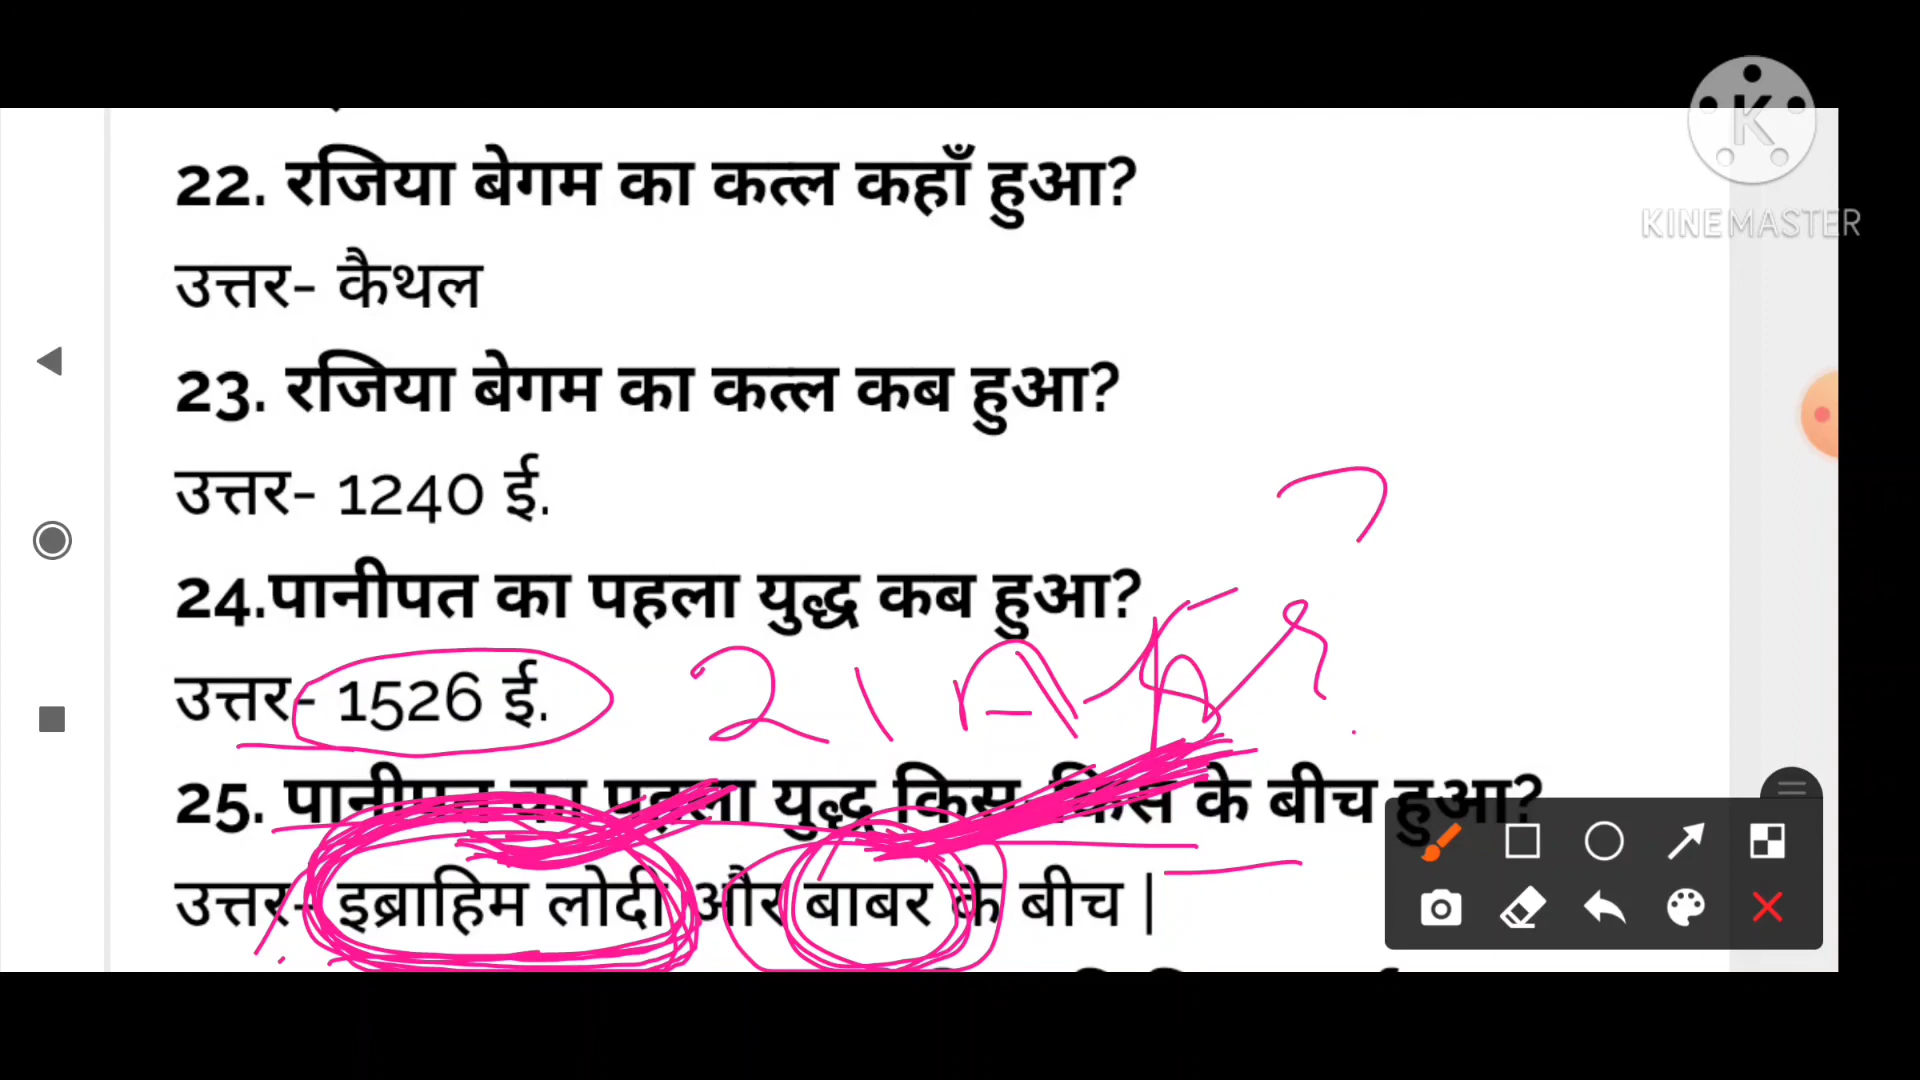 22. रजिया बेगम का कत्ल कहाँ हुआ?
KINEMASTER
उत्तर- कैथल
23. रजिया बेगम का कत्ल कब हुआ?
उत्तर- 1240 ई.
24.पानीपत का पहला युद्ध कब हुआ?
उत्तर- 1526 ई. 21
25. पानीपत का पहला युद्ध किस-किस के बीच हुआ?
उत्तर- इब्राहिम लोदी और बाबर के बीच |